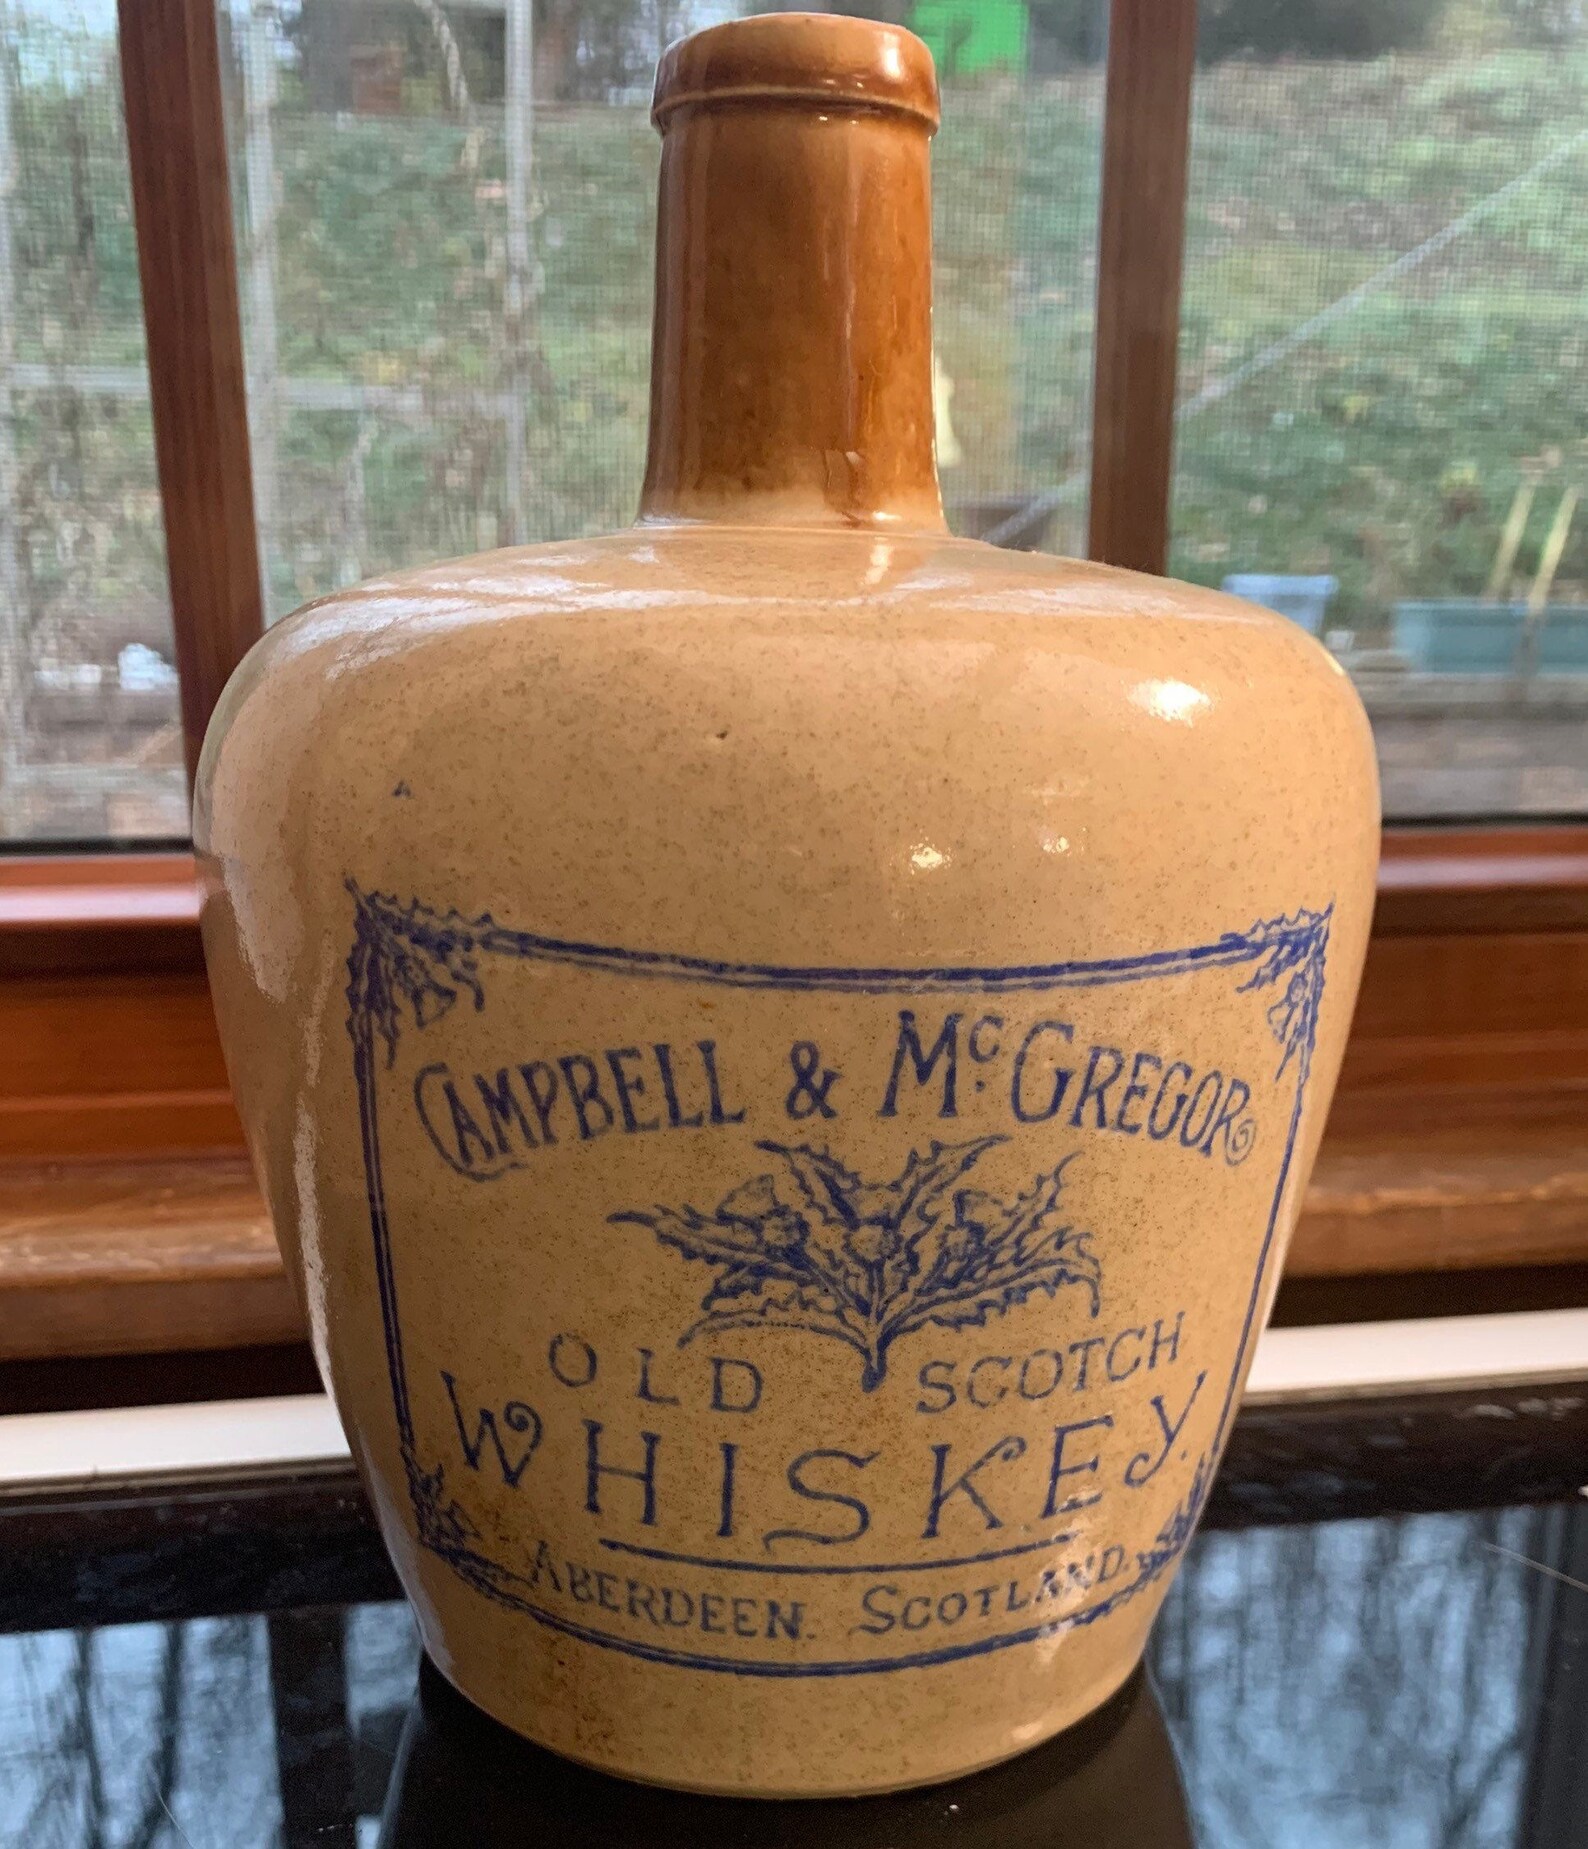 CAMPBELL & McGREGOR
OLD SCOTCH
WHISKEY.
ABERDEEN. SCOTLAND.